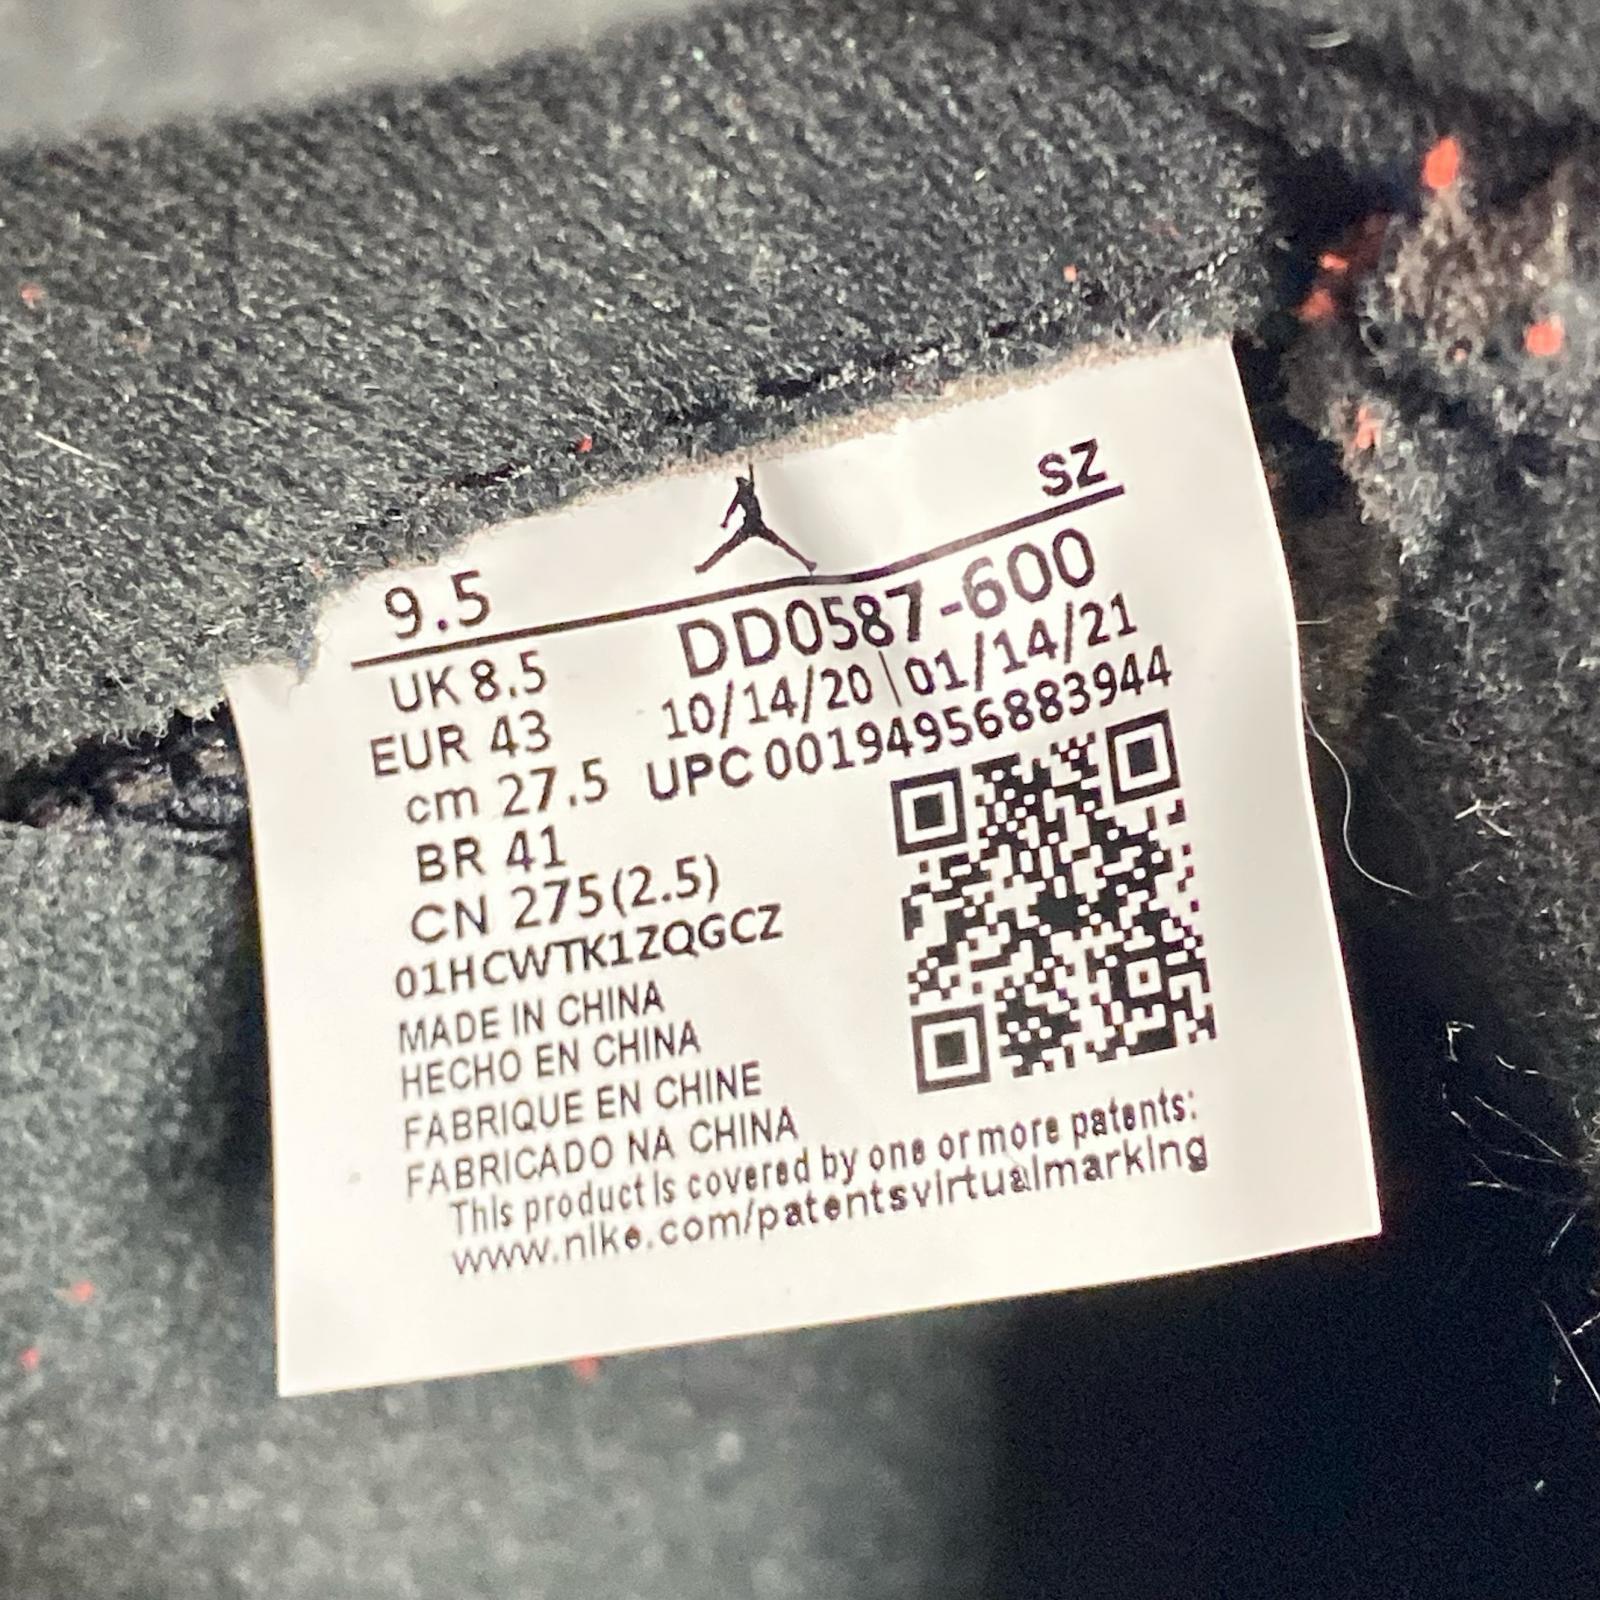 9.5 SZ
UK 8.5 DD0587-600
EUR 43 10/14/20 \ 01/14/21
cm 27.5 UPC 00194956883944
BR 41
CN 275(2.5)
01HCWTK1ZQGCZ
MADE IN CHINA
HECHO EN CHINA
FABRIQUE EN CHINE
FABRICADO NA CHINA
This product is covered by one or more patents:
www.nike.com/patentsvirtualmarking